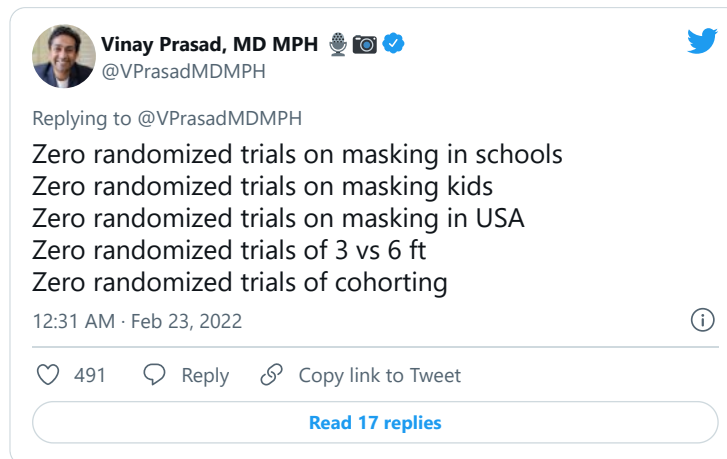 Vinay Prasad, MD MPH 🎙📷
@VPrasadMDMPH
Replying to @VPrasadMDMPH
Zero randomized trials on masking in schools
Zero randomized trials on masking kids
Zero randomized trials on masking in USA
Zero randomized trials of 3 vs 6 ft
Zero randomized trials of cohorting
12:31 AM · Feb 23, 2022
491 Reply Copy link to Tweet
Read 17 replies